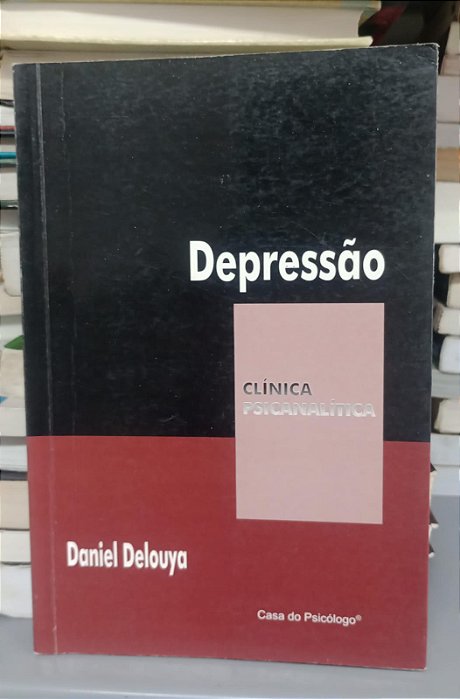 Depressão
CLÍNICA
PSICANALÍTICA
Daniel Delouya
Casa do Psicólogo®